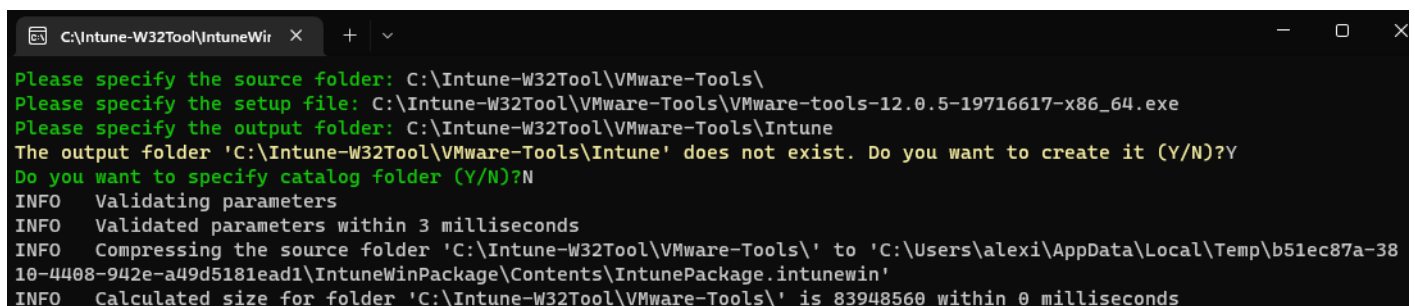 C:\Intune-W32Tool\IntuneWir
Please specify the source folder: C:\Intune-W32Tool\VMware-Tools\
Please specify the setup file: C:\Intune-W32Tool\VMware-Tools\VMware-tools-12.0.5-19716617-x86_64.exe
Please specify the output folder: C:\Intune-W32Tool\VMware-Tools\Intune
The output folder 'C:\Intune-W32Tool\VMware-Tools\Intune' does not exist. Do you want to create it (Y/N)?Y
Do you want to specify catalog folder (Y/N)?N
INFO   Validating parameters
INFO   Validated parameters within 3 milliseconds
INFO   Compressing the source folder 'C:\Intune-W32Tool\VMware-Tools\' to 'C:\Users\alexi\AppData\Local\Temp\b51ec87a-38
10-4408-942e-a49d5181ead1\IntuneWinPackage\Contents\IntunePackage.intunewin'
INFO   Calculated size for folder 'C:\Intune-W32Tool\VMware-Tools\' is 83948560 within 0 milliseconds